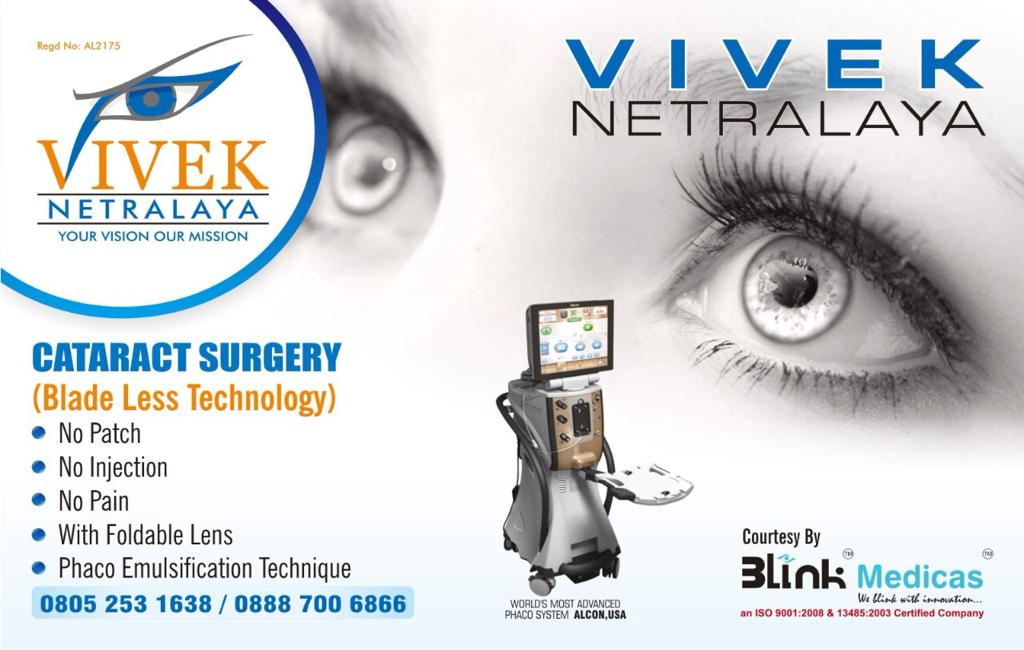 Regd No: AL2175
VIVEK
NETRALAYA
YOUR VISION OUR MISSION
VIVEK
NETRALAYA
CATARACT SURGERY
(Blade Less Technology)
No Patch
No Injection
No Pain
With Foldable Lens
Phaco Emulsification Technique
0805 253 1638 / 0888 700 6866
WORLD'S MOST ADVANCED
PHACO SYSTEM ALCON,USA
Courtesy By
Blink™ Medicas™
We blink with innovation...
an ISO 9001:2008 & 13485:2003 Certified Company